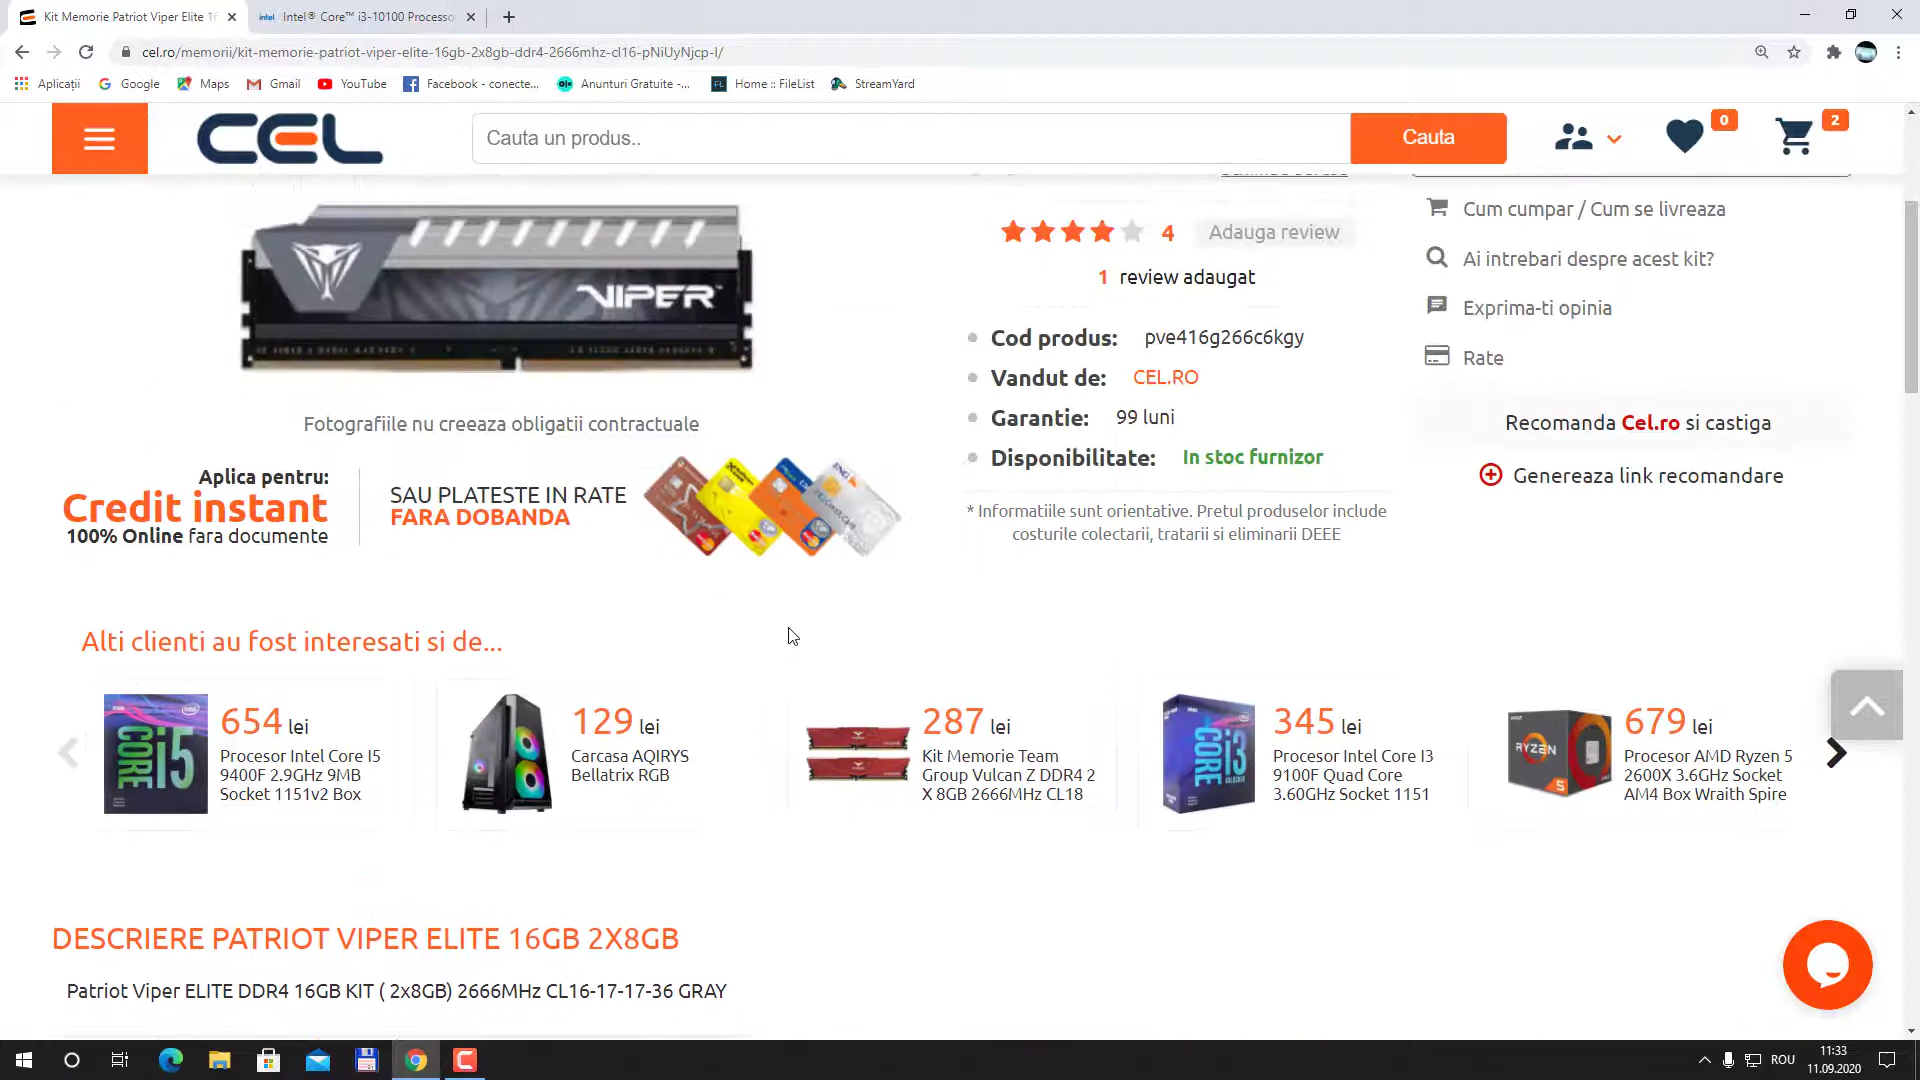 Kit Memorie Patriot Viper Elite 16
Intel® Core™ i3-10100 Processo
cel.ro/memorii/kit-memorie-patriot-viper-elite-16gb-2x8gb-ddr4-2666mhz-cl16-pNiUyNjcp-l/
Aplicații
Google
Maps
Gmail
YouTube
Facebook - conecte...
Anunturi Gratuite -...
Home :: FileList
StreamYard
CEL
Cauta un produs..
Cauta
0
2
VIPER
Fotografiile nu creeaza obligatii contractuale
Aplica pentru:
Credit instant
100% Online fara documente
SAU PLATESTE IN RATE
FARA DOBANDA
4
Adauga review
1 review adaugat
Cod produs: pve416g266c6kgy
Vandut de: CEL.RO
Garantie: 99 luni
Disponibilitate: In stoc furnizor
* Informatiile sunt orientative. Pretul produselor include
costurile colectarii, tratarii si eliminarii DEEE
Cum cumpar / Cum se livreaza
Ai intrebari despre acest kit?
Exprima-ti opinia
Rate
Recomanda Cel.ro si castiga
Genereaza link recomandare
Alti clienti au fost interesati si de...
CORE i5
654 lei
Procesor Intel Core I5
9400F 2.9GHz 9MB
Socket 1151v2 Box
129 lei
Carcasa AQIRYS
Bellatrix RGB
287 lei
Kit Memorie Team
Group Vulcan Z DDR4 2
X 8GB 2666MHz CL18
CORE i3
345 lei
Procesor Intel Core I3
9100F Quad Core
3.60GHz Socket 1151
RYZEN
5
679 lei
Procesor AMD Ryzen 5
2600X 3.6GHz Socket
AM4 Box Wraith Spire
DESCRIERE PATRIOT VIPER ELITE 16GB 2X8GB
Patriot Viper ELITE DDR4 16GB KIT ( 2x8GB) 2666MHz CL16-17-17-36 GRAY
ROU
11:33
11.09.2020